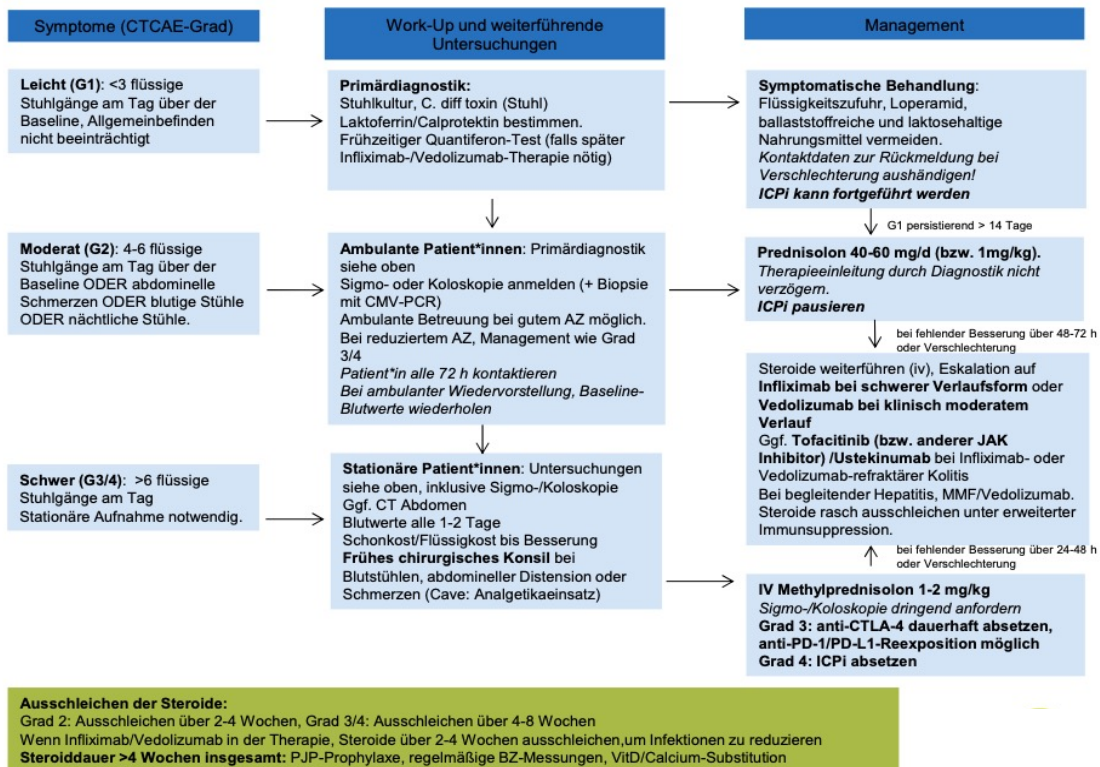 Symptome (CTCAE-Grad)
Work-Up und weiterführende
Untersuchungen
Management
Leicht (G1): <3 flüssige
Stuhlgänge am Tag über der
Baseline, Allgemeinbefinden
nicht beeinträchtigt
Primärdiagnostik:
Stuhlkultur, C. diff toxin (Stuhl)
Laktoferrin/Calprotektin bestimmen.
Frühzeitiger Quantiferon-Test (falls später
Infliximab-/Vedolizumab-Therapie nötig)
Symptomatische Behandlung:
Flüssigkeitszufuhr, Loperamid,
ballaststoffreiche und laktosehaltige
Nahrungsmittel vermeiden.
Kontaktdaten zur Rückmeldung bei
Verschlechterung aushändigen!
ICPi kann fortgeführt werden
G1 persistierend > 14 Tage
Moderat (G2): 4-6 flüssige
Stuhlgänge am Tag über der
Baseline ODER abdominelle
Schmerzen ODER blutige Stühle
ODER nächtliche Stühle.
Ambulante Patient*innen: Primärdiagnostik
siehe oben
Sigmo- oder Koloskopie anmelden (+ Biopsie
mit CMV-PCR)
Ambulante Betreuung bei gutem AZ möglich.
Bei reduziertem AZ, Management wie Grad
3/4
Patient*in alle 72 h kontaktieren
Bei ambulanter Wiedervorstellung, Baseline-
Blutwerte wiederholen
Prednisolon 40-60 mg/d (bzw. 1mg/kg).
Therapieeinleitung durch Diagnostik nicht
verzögern.
ICPi pausieren
bei fehlender Besserung über 48-72 h
oder Verschlechterung
Steroide weiterführen (iv), Eskalation auf
Infliximab bei schwerer Verlaufsform oder
Vedolizumab bei klinisch moderatem
Verlauf
Ggf. Tofacitinib (bzw. anderer JAK
Inhibitor) /Ustekinumab bei Infliximab- oder
Vedolizumab-refraktärer Kolitis
Bei begleitender Hepatitis, MMF/Vedolizumab.
Steroide rasch ausschleichen unter erweiterter
Immunsuppression.
bei fehlender Besserung über 24-48 h
oder Verschlechterung
Schwer (G3/4): >6 flüssige
Stuhlgänge am Tag
Stationäre Aufnahme notwendig.
Stationäre Patient*innen: Untersuchungen
siehe oben, inklusive Sigmo-/Koloskopie
Ggf. CT Abdomen
Blutwerte alle 1-2 Tage
Schonkost/Flüssigkost bis Besserung
Frühes chirurgisches Konsil bei
Blutstühlen, abdomineller Distension oder
Schmerzen (Cave: Analgetikaeinsatz)
IV Methylprednisolon 1-2 mg/kg
Sigmo-/Koloskopie dringend anfordern
Grad 3: anti-CTLA-4 dauerhaft absetzen,
anti-PD-1/PD-L1-Reexposition möglich
Grad 4: ICPi absetzen
Ausschleichen der Steroide:
Grad 2: Ausschleichen über 2-4 Wochen, Grad 3/4: Ausschleichen über 4-8 Wochen
Wenn Infliximab/Vedolizumab in der Therapie, Steroide über 2-4 Wochen ausschleichen,um Infektionen zu reduzieren
Steroiddauer >4 Wochen insgesamt: PJP-Prophylaxe, regelmäßige BZ-Messungen, VitD/Calcium-Substitution